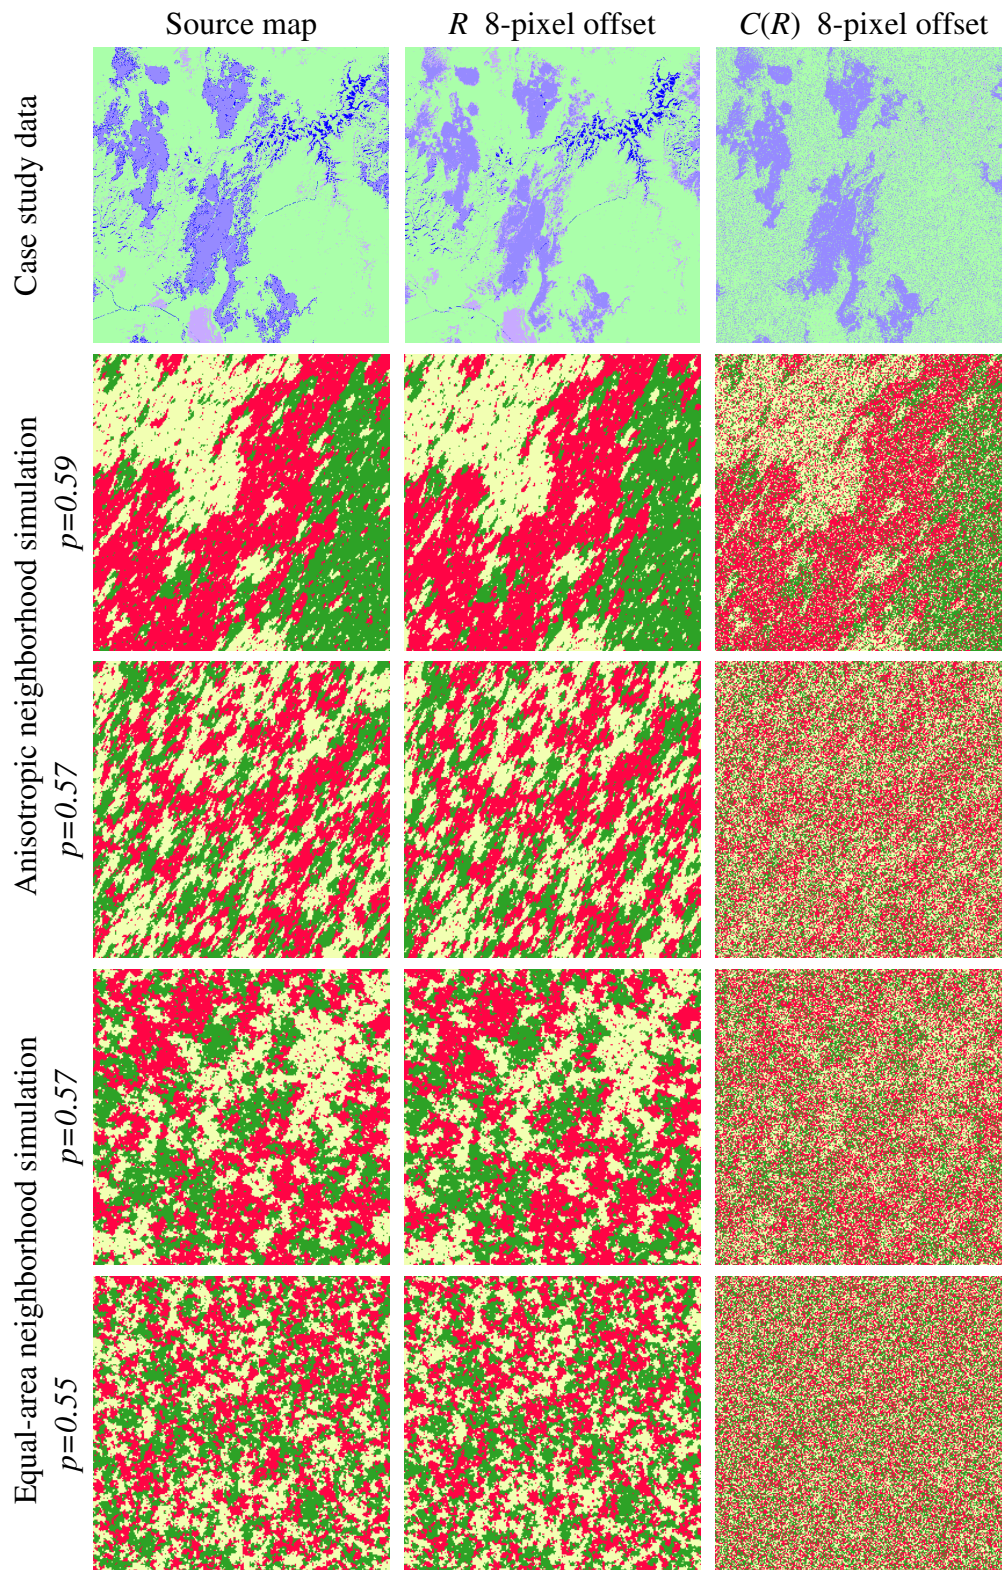 Source map
R 8-pixel offset
C(R) 8-pixel offset
Case study data
Anisotropic neighborhood simulation
p=0.59
p=0.57
Equal-area neighborhood simulation
p=0.57
p=0.55